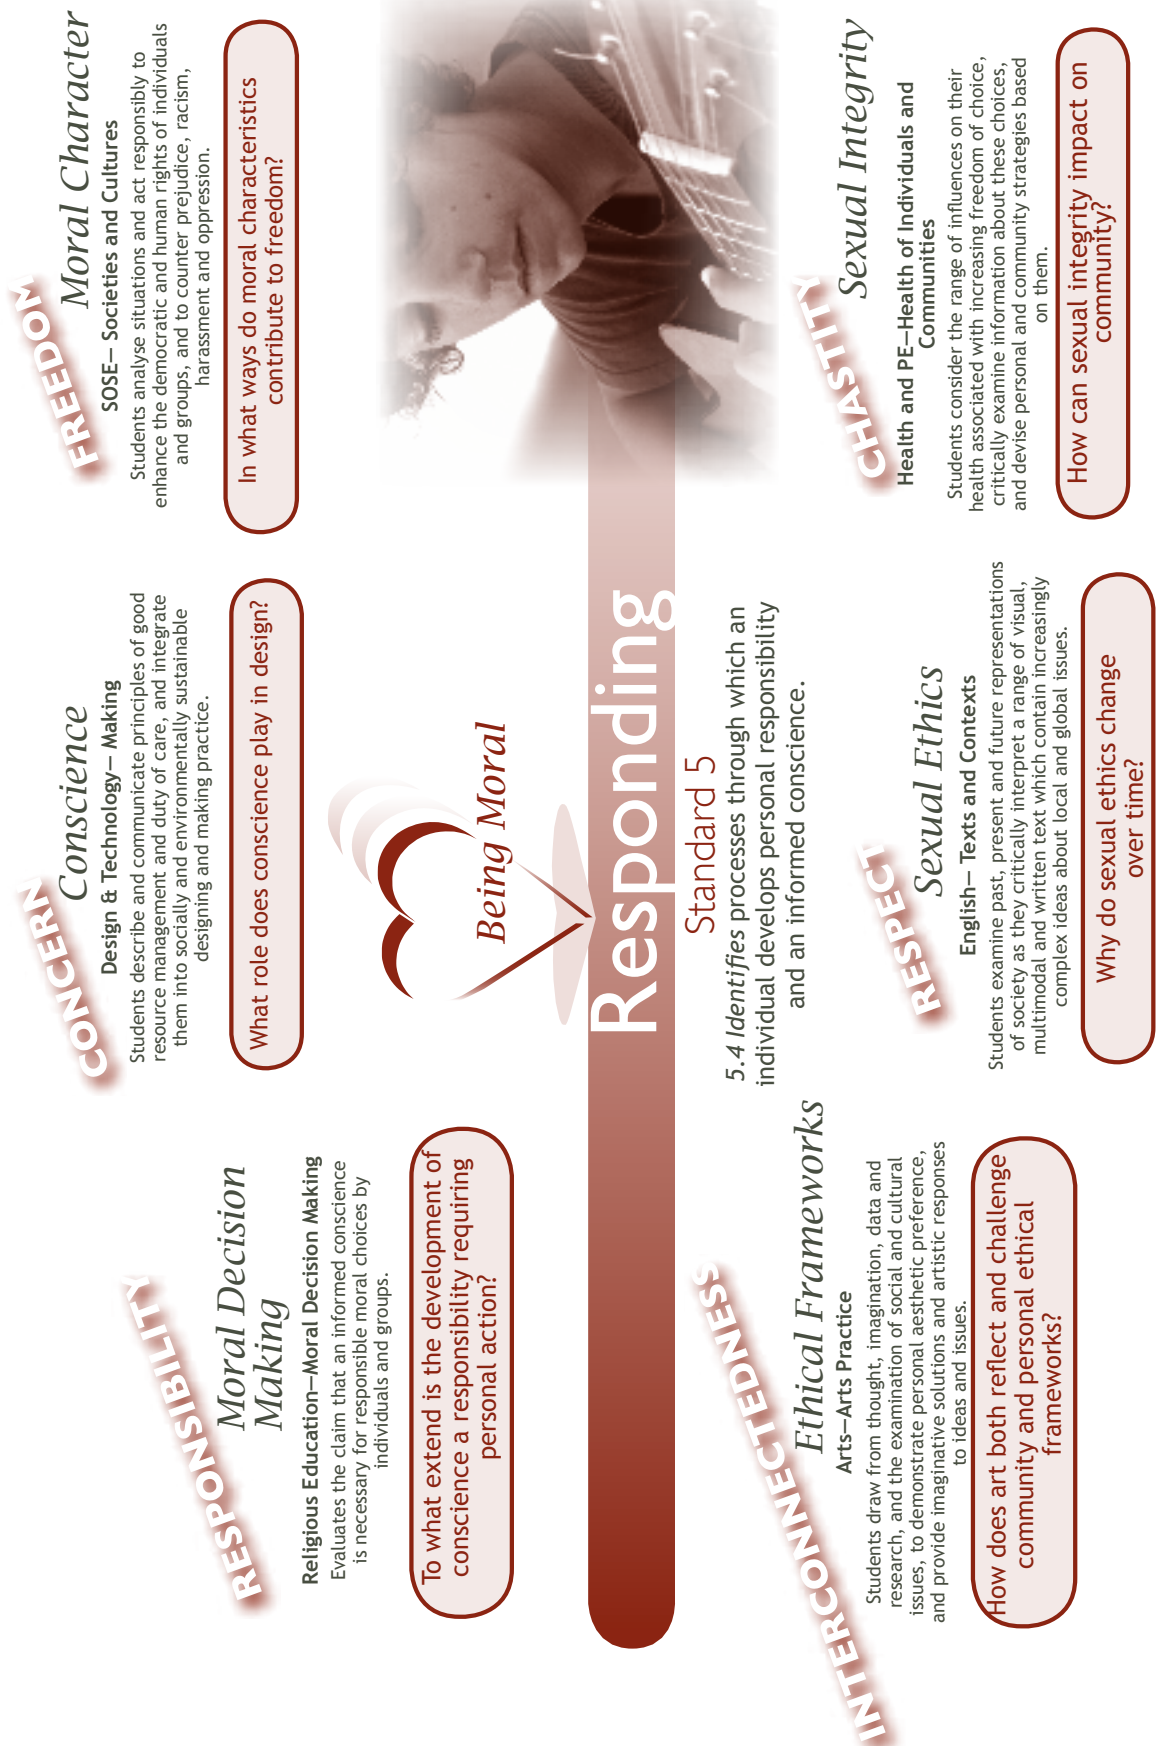 RESPONSIBILITY
Moral Decision
Making
Religious Education—Moral Decision Making
Evaluates the claim that an informed conscience
is necessary for responsible moral choices by
individuals and groups.
To what extend is the development of
conscience a responsibility requiring
personal action?
CONCERN
Conscience
Design & Technology— Making
Students describe and communicate principles of good
resource management and duty of care, and integrate
them into socially and environmentally sustainable
designing and making practice.
What role does conscience play in design?
FREEDOM
Moral Character
SOSE— Societies and Cultures
Students analyse situations and act responsibly to
enhance the democratic and human rights of individuals
and groups, and to counter prejudice, racism,
harassment and oppression.
In what ways do moral characteristics
contribute to freedom?
Being Moral
Responding
Standard 5
5.4 Identifies processes through which an
individual develops personal responsibility
and an informed conscience.
INTERCONNECTEDNESS
Ethical Frameworks
Arts—Arts Practice
Students draw from thought, imagination, data and
research, and the examination of social and cultural
issues, to demonstrate personal aesthetic preference,
and provide imaginative solutions and artistic responses
to ideas and issues.
How does art both reflect and challenge
community and personal ethical
frameworks?
RESPECT
Sexual Ethics
English— Texts and Contexts
Students examine past, present and future representations
of society as they critically interpret a range of visual,
multimodal and written text which contain increasingly
complex ideas about local and global issues.
Why do sexual ethics change
over time?
CHASTITY
Sexual Integrity
Health and PE—Health of Individuals and
Communities
Students consider the range of influences on their
health associated with increasing freedom of choice,
critically examine information about these choices,
and devise personal and community strategies based
on them.
How can sexual integrity impact on
community?